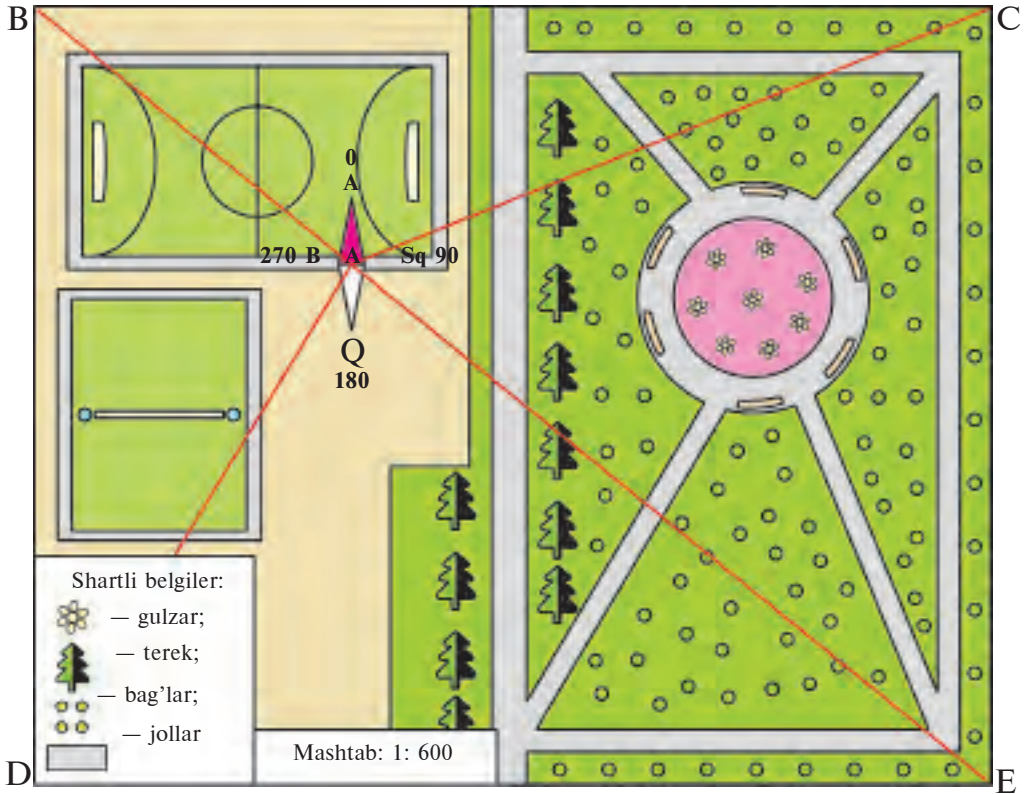 B
C
0
A
270 B A Sq 90
Q
180
Shartli belgiler:
— gulzar;
— terek;
— bag'lar;
— jollar
Mashtab: 1: 600
D
E